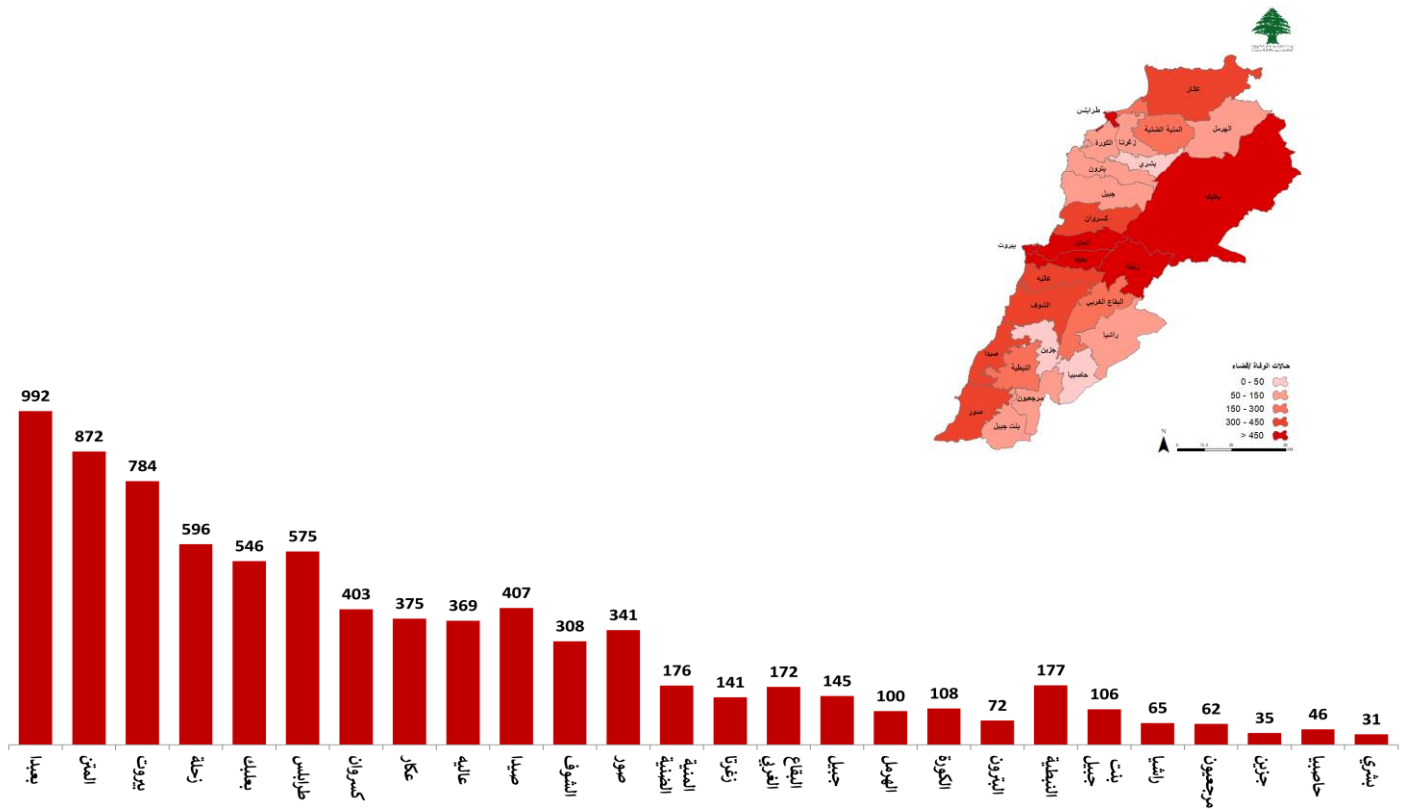 عكار
طرابلس
المنية الضنية
الهرمل
زغرتا
الكورة
بشري
بترون
بعلبك
جبيل
كسروان
المتن
بيروت
بعبدا
زحلة
عاليه
البقاع الغربي
الشوف
راشيا
جزين
صيدا
النبطية
حاصبيا
مرجعيون
صور
بنت جبيل
حالات الوفاة /قضاء
0 - 50
50 - 150
150 - 300
300 - 450
> 450
N
992
872
784
596
546
575
403
375
369
407
308
341
176
141
172
145
100
108
72
177
106
65
62
35
46
31
بعبدا
المتن
بيروت
زحلة
بعلبك
طرابلس
كسروان
عكار
عاليه
صيدا
الشوف
صور
المنية
الضنية
زغرتا
البقاع
الغربي
جبيل
الهرمل
الكورة
البترون
النبطية
بنت
جبيل
راشيا
مرجعيون
جزين
حاصبيا
بشري